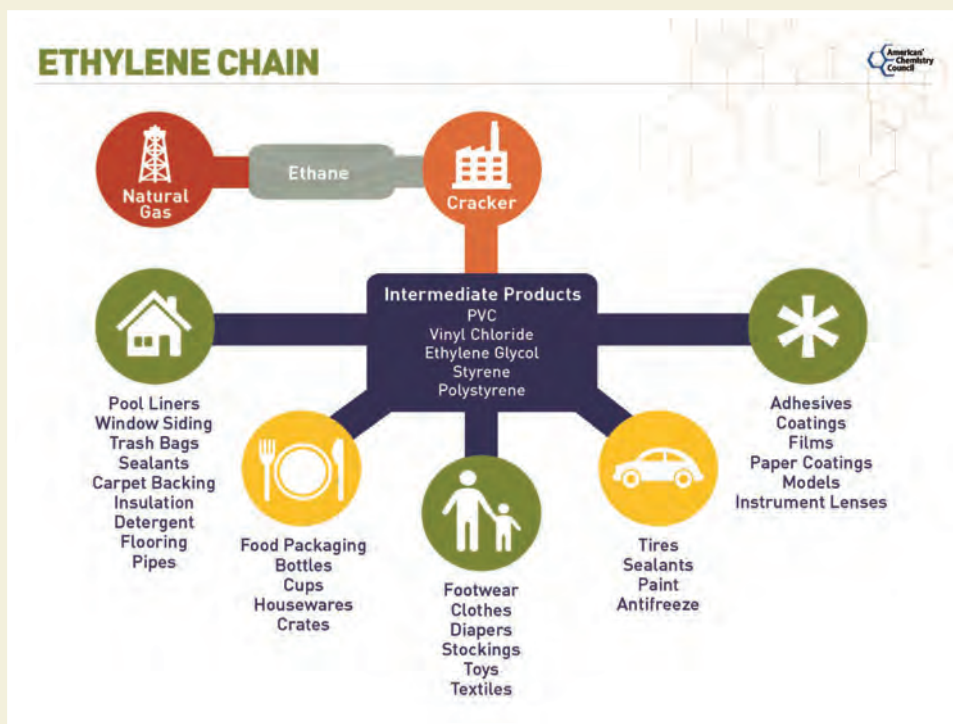 ETHYLENE CHAIN
American
Chemistry
Council
Natural
Gas
Ethane
Cracker
Intermediate Products
PVC
Vinyl Chloride
Ethylene Glycol
Styrene
Polystyrene
Pool Liners
Window Siding
Trash Bags
Sealants
Carpet Backing
Insulation
Detergent
Flooring
Pipes
Food Packaging
Bottles
Cups
Housewares
Crates
Footwear
Clothes
Diapers
Stockings
Toys
Textiles
Tires
Sealants
Paint
Antifreeze
Adhesives
Coatings
Films
Paper Coatings
Models
Instrument Lenses